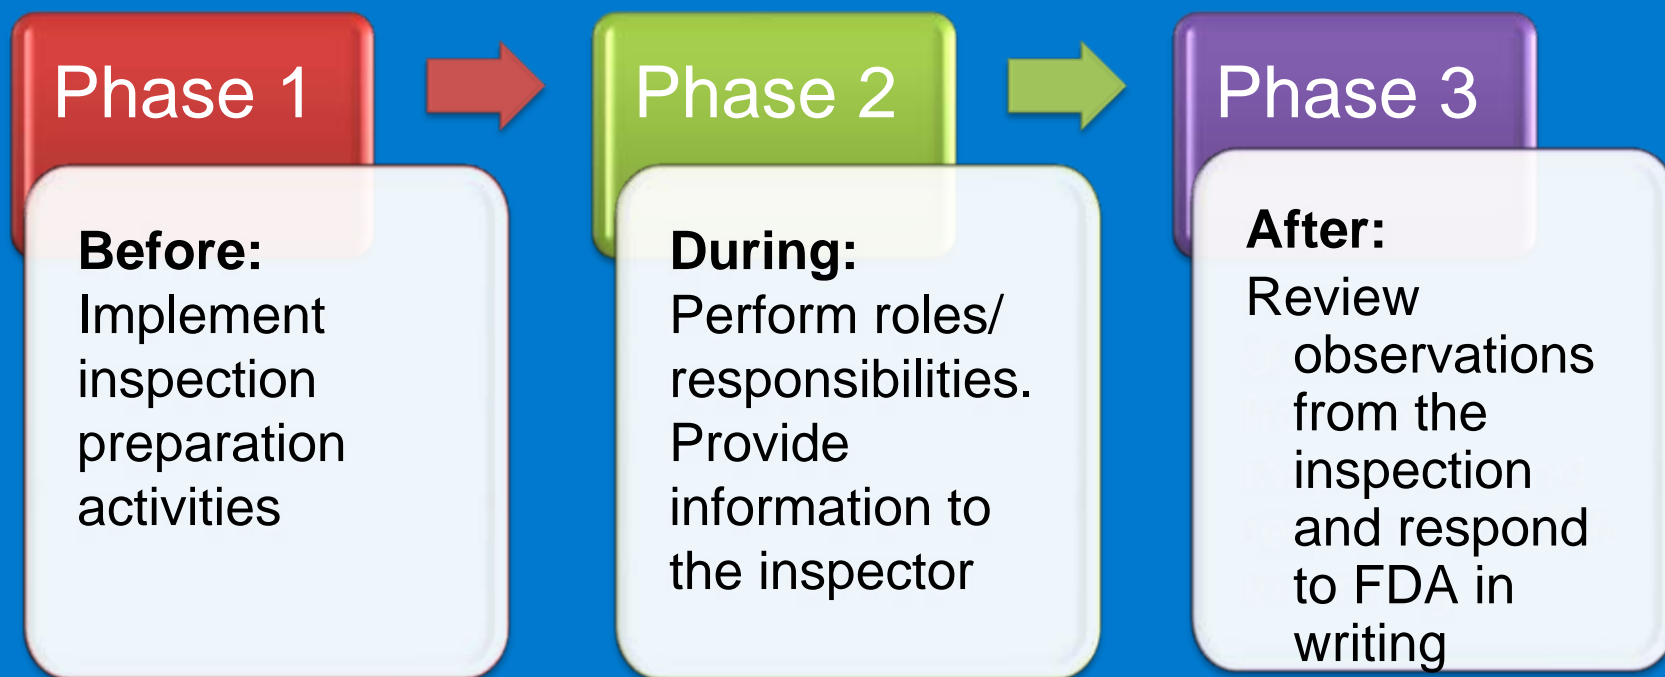 Phase 1
Before:
Implement
inspection
preparation
activities
Phase 2
During:
Perform roles/
responsibilities.
Provide
information to
the inspector
Phase 3
After:
Review
observations
from the
inspection
and respond
to FDA in
writing